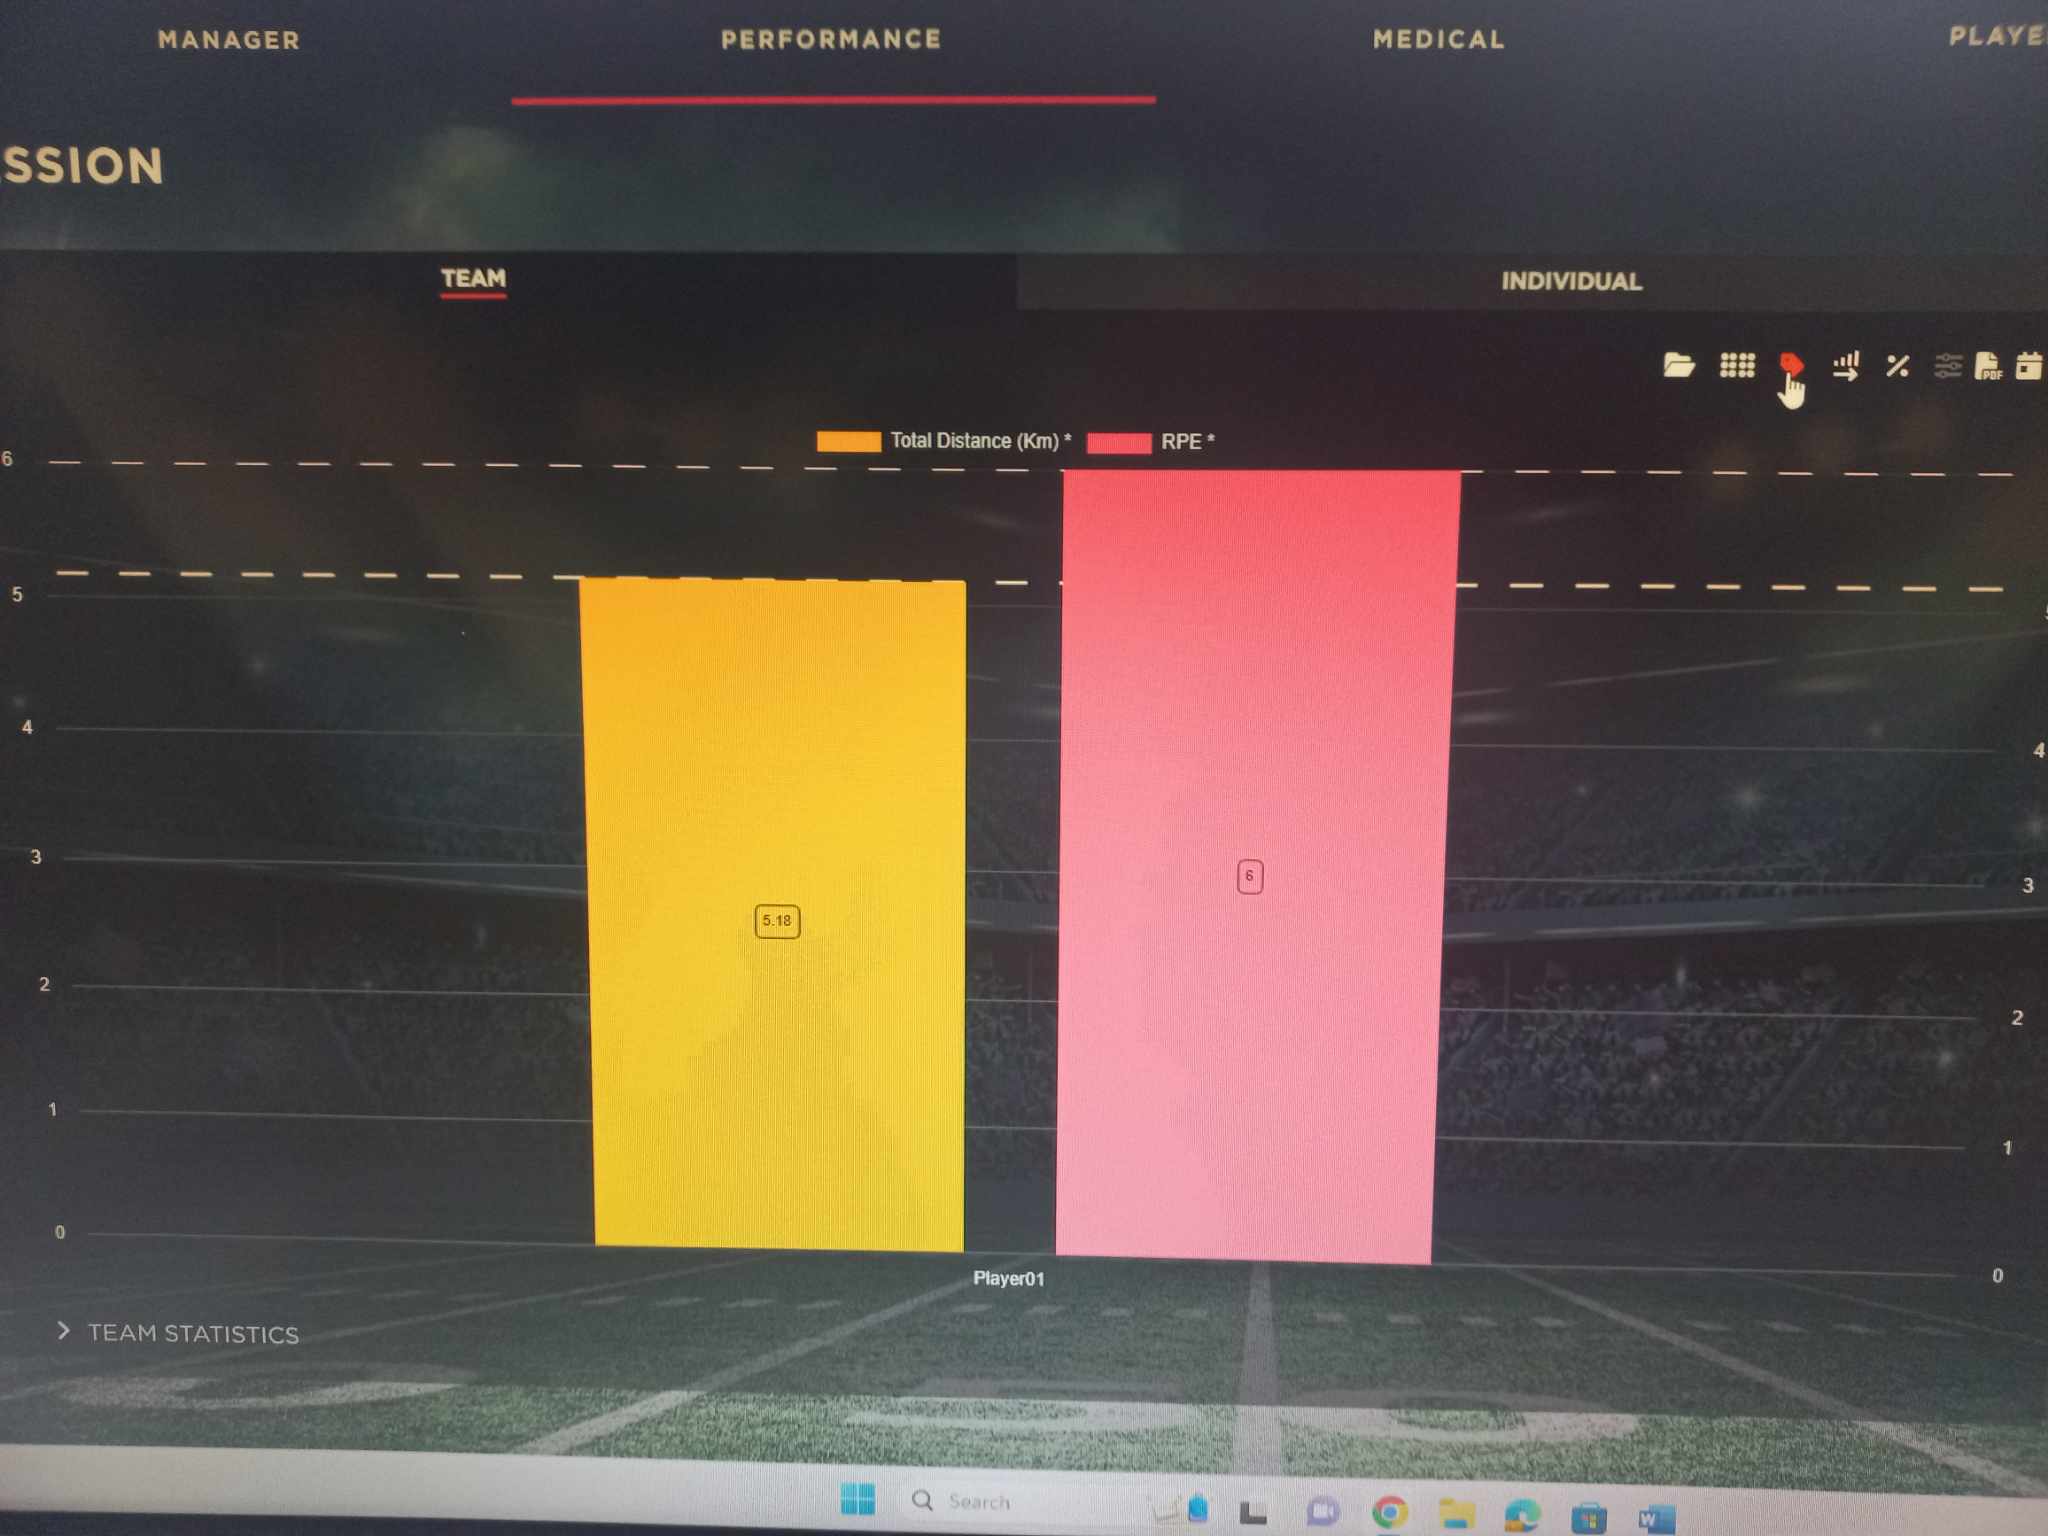 MANAGER PERFORMANCE MEDICAL PLAYE
SSION
TEAM INDIVIDUAL
PDF
Total Distance (Km) * RPE *
6
5
4 4
3 3
5.18 6
2 2
1 1
0 0
Player01
TEAM STATISTICS
Search
W